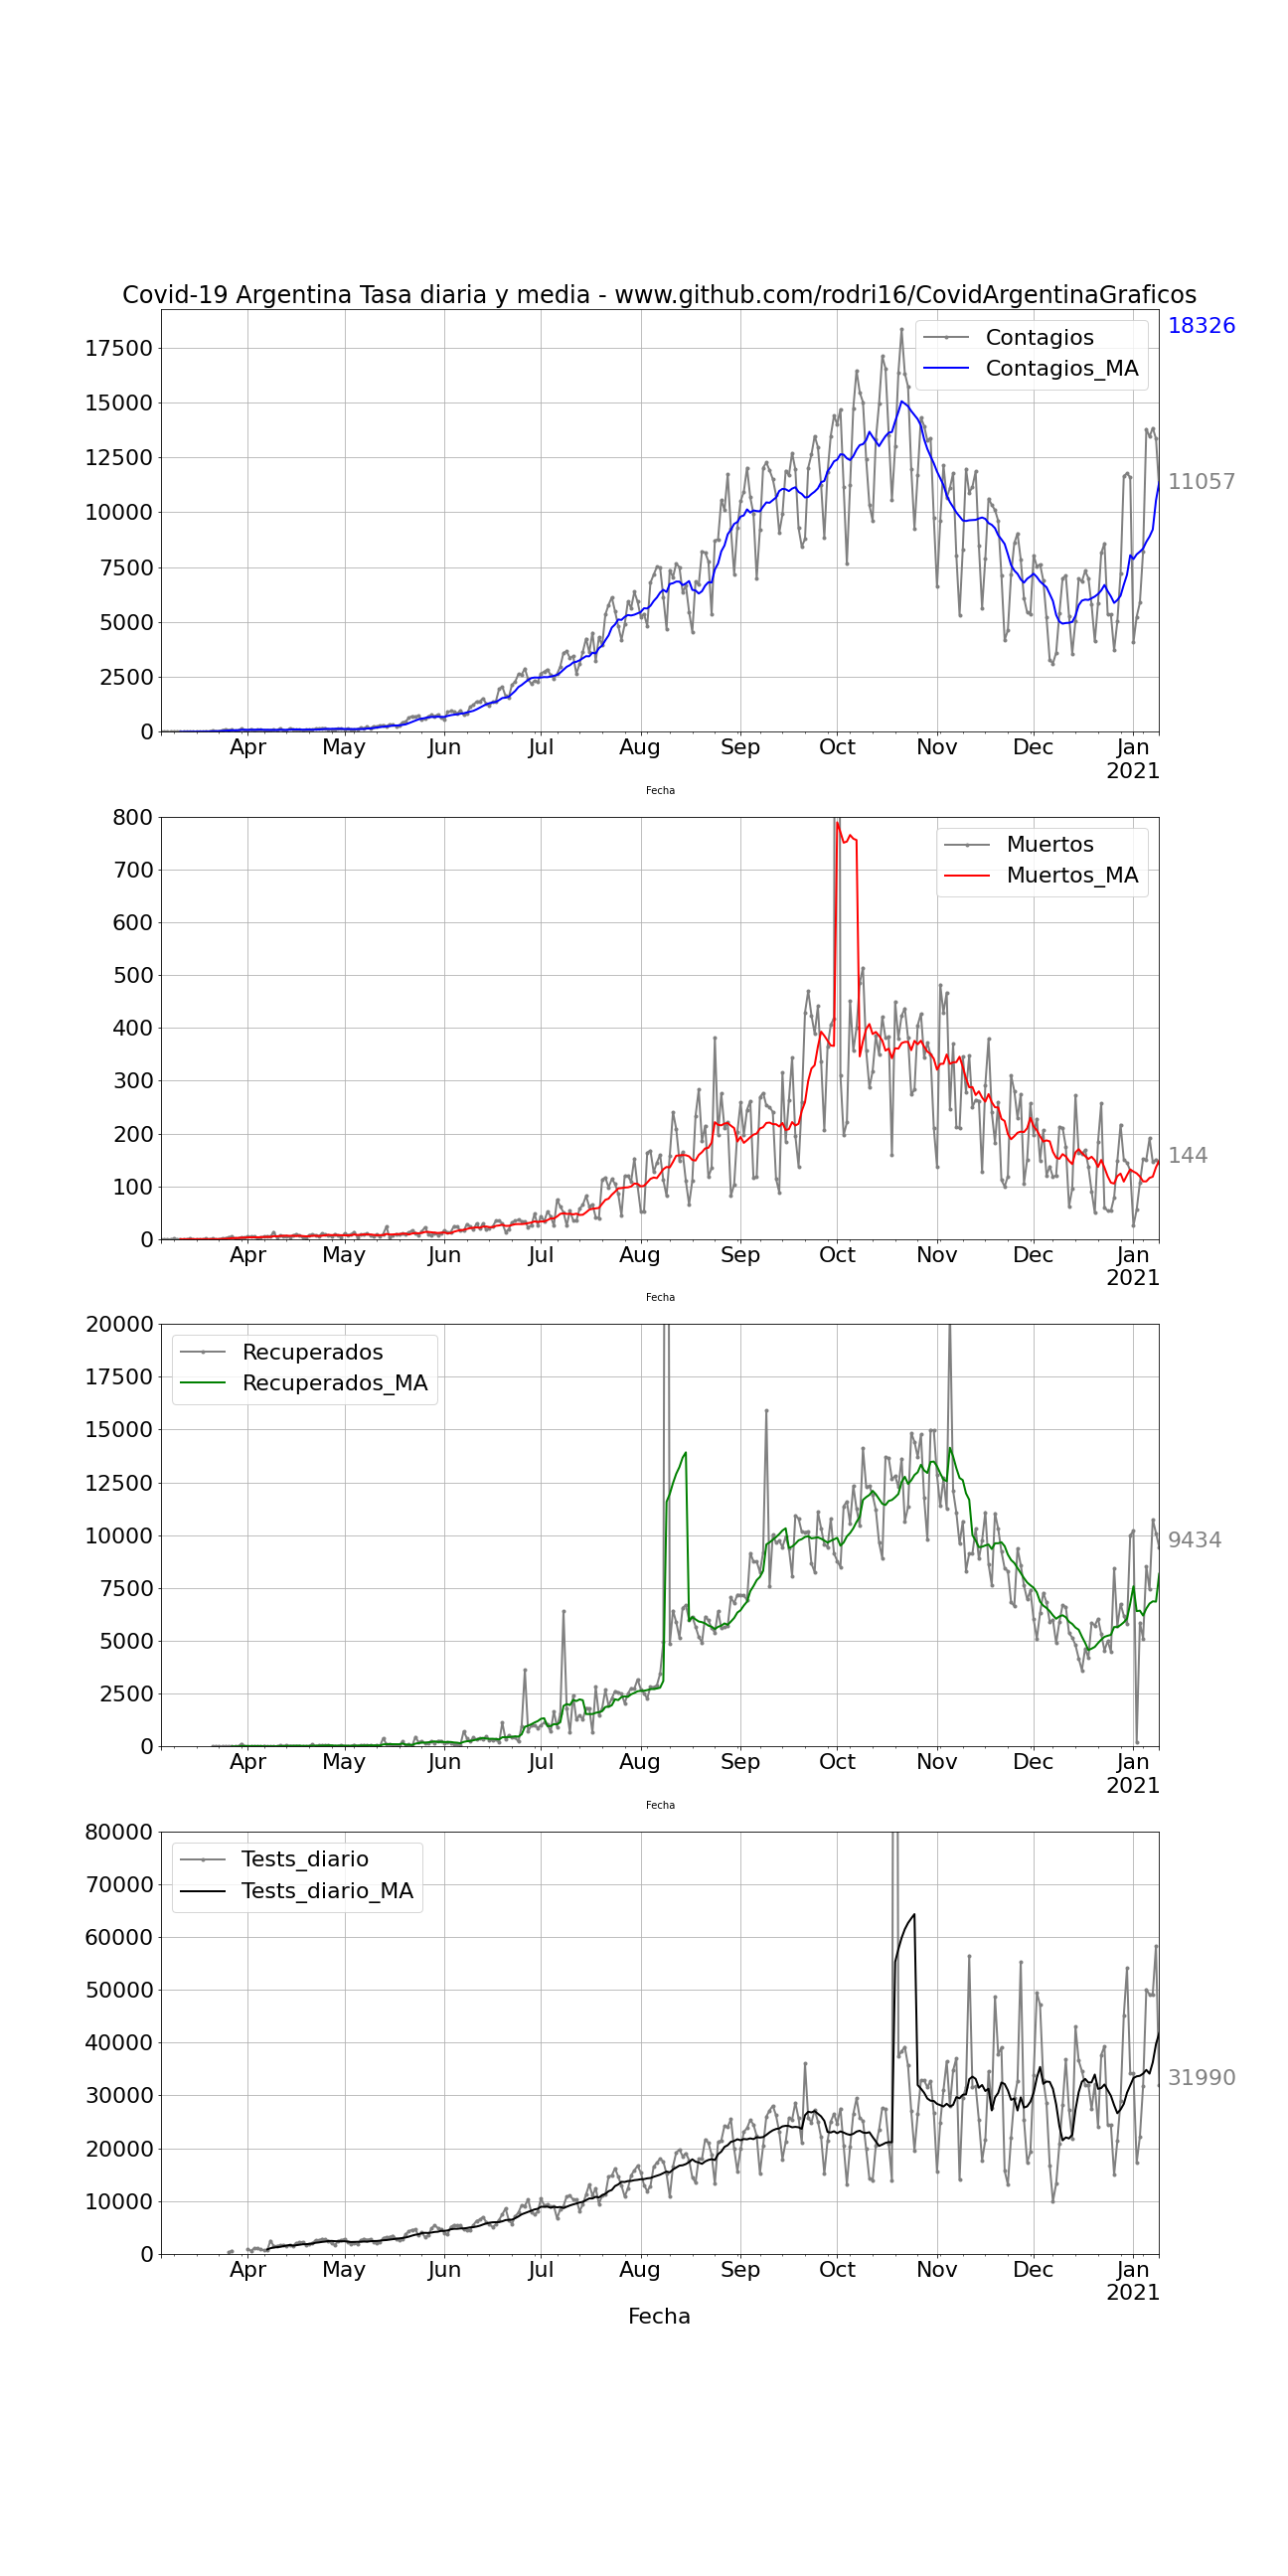 Covid-19 Argentina Tasa diaria y media - www.github.com/rodri16/CovidArgentinaGraficos
18326
Contagios
Contagios_MA
17500
15000
12500
11057
10000
7500
5000
2500
0
Apr May Jun Jul Aug Sep Oct Nov Dec Jan
2021
Fecha
800
Muertos
Muertos_MA
700
600
500
400
300
200
144
100
0
Apr May Jun Jul Aug Sep Oct Nov Dec Jan
2021
Fecha
20000
Recuperados
Recuperados_MA
17500
15000
12500
10000
9434
7500
5000
2500
0
Apr May Jun Jul Aug Sep Oct Nov Dec Jan
2021
Fecha
80000
Tests_diario
Tests_diario_MA
70000
60000
50000
40000
31990
30000
20000
10000
0
Apr May Jun Jul Aug Sep Oct Nov Dec Jan
2021
Fecha